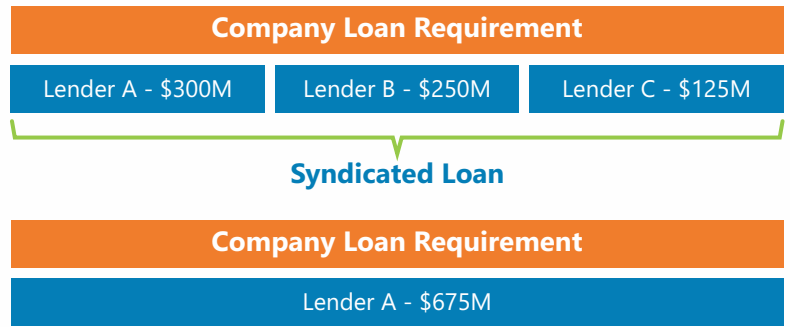 Company Loan Requirement
Lender A - $300M
Lender B - $250M
Lender C - $125M
Syndicated Loan
Company Loan Requirement
Lender A - $675M